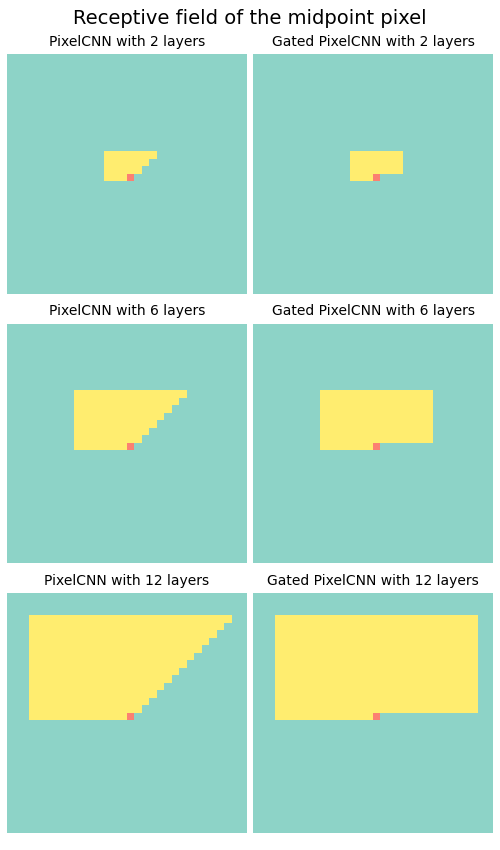 Receptive field of the midpoint pixel
PixelCNN with 2 layers
Gated PixelCNN with 2 layers
PixelCNN with 6 layers
Gated PixelCNN with 6 layers
PixelCNN with 12 layers
Gated PixelCNN with 12 layers